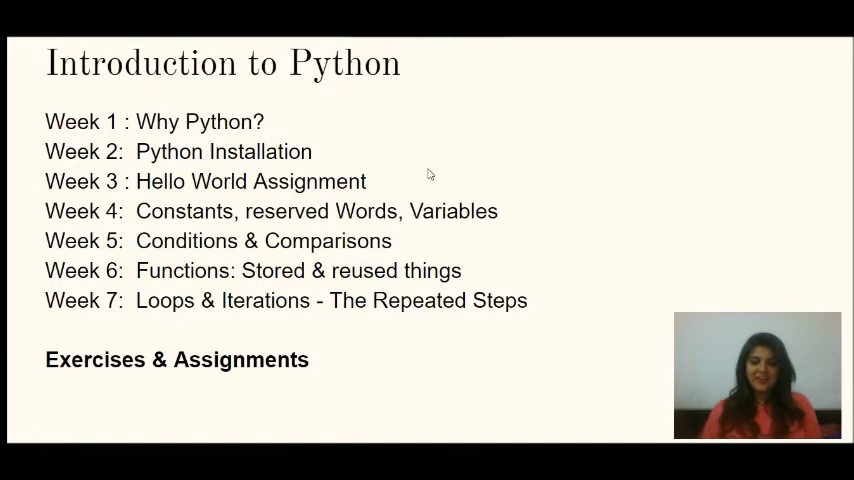 Introduction to Python
Week 1 : Why Python?
Week 2: Python Installation
Week 3 : Hello World Assignment
Week 4: Constants, reserved Words, Variables
Week 5: Conditions & Comparisons
Week 6: Functions: Stored & reused things
Week 7: Loops & Iterations - The Repeated Steps
Exercises & Assignments